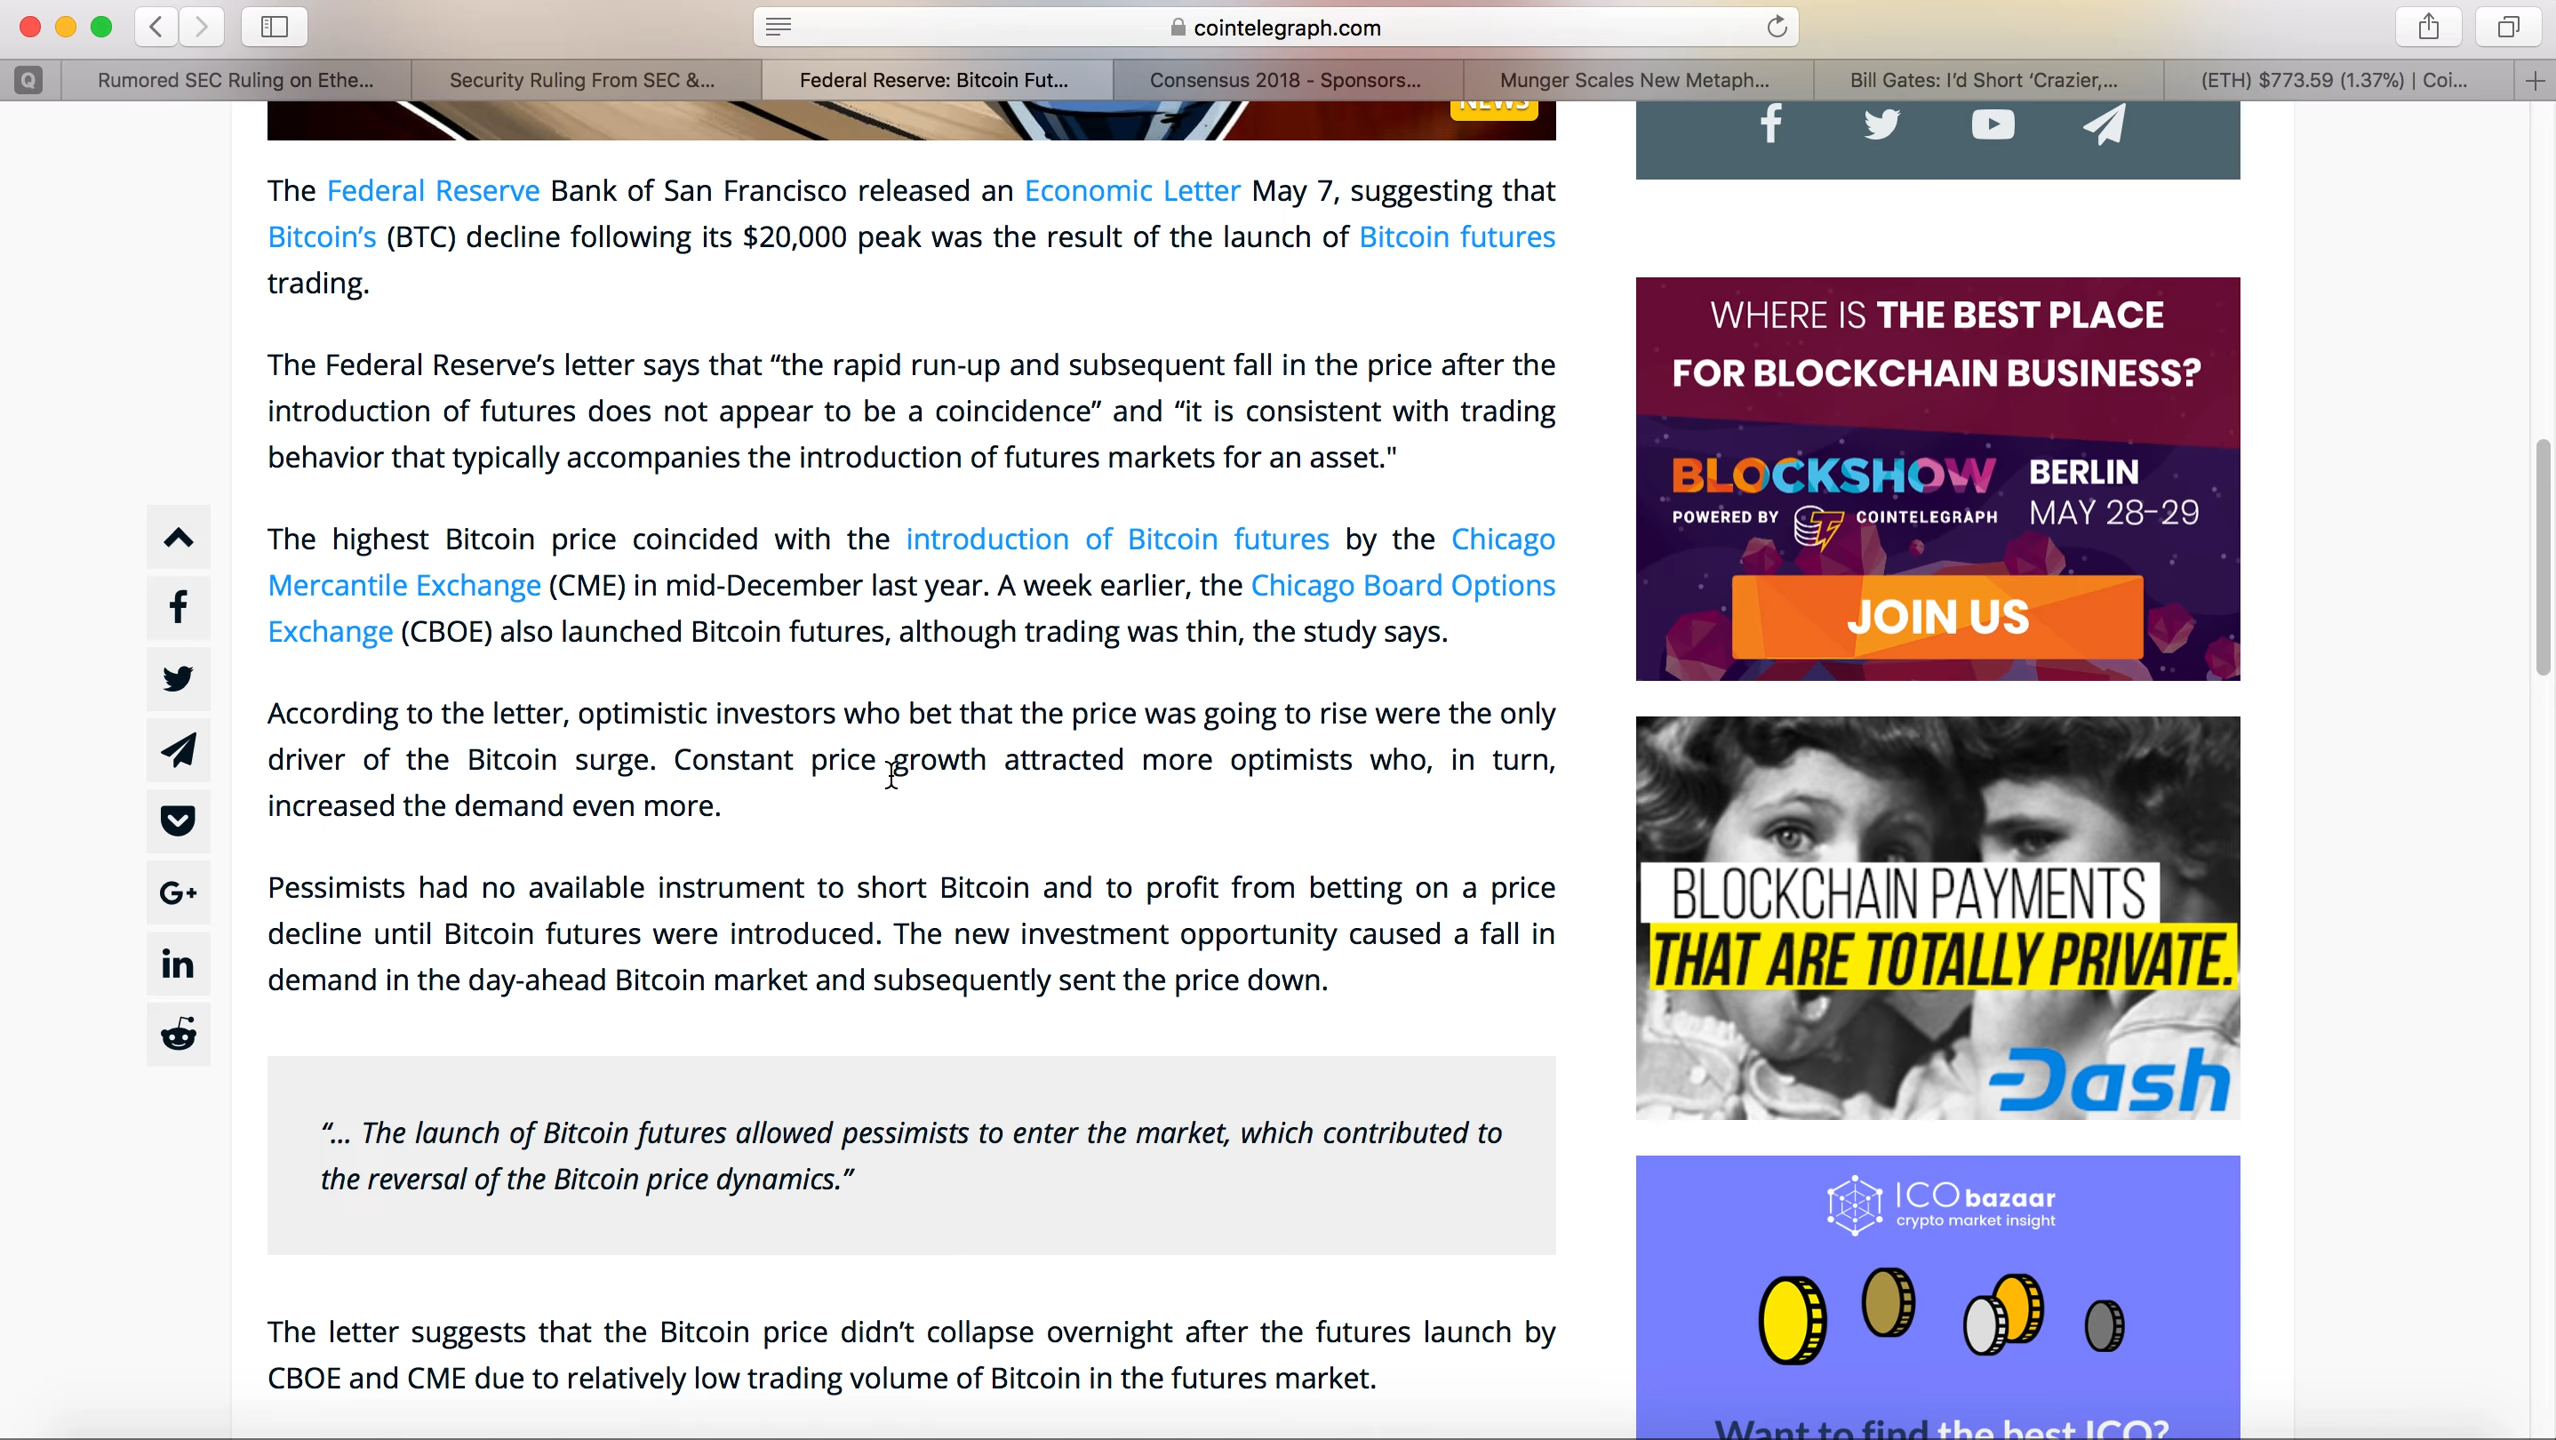 cointelegraph.com
Q
Rumored SEC Ruling on Ethe...
Security Ruling From SEC &...
Federal Reserve: Bitcoin Fut...
Consensus 2018 - Sponsors...
Munger Scales New Metaph...
Bill Gates: I'd Short ‘Crazier,...
(ETH) $773.59 (1.37%) | Coi...
NEWS
The Federal Reserve Bank of San Francisco released an Economic Letter May 7, suggesting that
Bitcoin’s (BTC) decline following its $20,000 peak was the result of the launch of Bitcoin futures
trading.
The Federal Reserve’s letter says that “the rapid run-up and subsequent fall in the price after the
introduction of futures does not appear to be a coincidence” and “it is consistent with trading
behavior that typically accompanies the introduction of futures markets for an asset."
The highest Bitcoin price coincided with the introduction of Bitcoin futures by the Chicago
Mercantile Exchange (CME) in mid-December last year. A week earlier, the Chicago Board Options
Exchange (CBOE) also launched Bitcoin futures, although trading was thin, the study says.
According to the letter, optimistic investors who bet that the price was going to rise were the only
driver of the Bitcoin surge. Constant price growth attracted more optimists who, in turn,
increased the demand even more.
Pessimists had no available instrument to short Bitcoin and to profit from betting on a price
decline until Bitcoin futures were introduced. The new investment opportunity caused a fall in
demand in the day-ahead Bitcoin market and subsequently sent the price down.
“... The launch of Bitcoin futures allowed pessimists to enter the market, which contributed to
the reversal of the Bitcoin price dynamics.”
The letter suggests that the Bitcoin price didn’t collapse overnight after the futures launch by
CBOE and CME due to relatively low trading volume of Bitcoin in the futures market.
G+
in
WHERE IS THE BEST PLACE
FOR BLOCKCHAIN BUSINESS?
BLOCKSHOW BERLIN
POWERED BY COINTELEGRAPH MAY 28-29
JOIN US
BLOCKCHAIN PAYMENTS
THAT ARE TOTALLY PRIVATE.
Dash
ICO bazaar
crypto market insight
Want to find the best ICO?